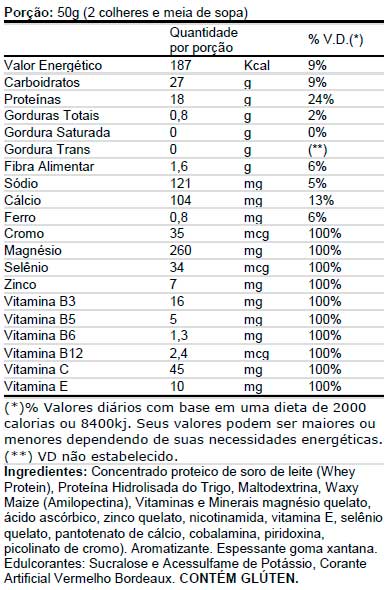 Porção: 50g (2 colheres e meia de sopa)
Quantidade por porção % V.D.(*)
Valor Energético 187 Kcal 9%
Carboidratos 27 g 9%
Proteínas 18 g 24%
Gorduras Totais 0,8 g 2%
Gordura Saturada 0 g 0%
Gordura Trans 0 g (**)
Fibra Alimentar 1,6 g 6%
Sódio 121 mg 5%
Cálcio 104 mg 13%
Ferro 0,8 mg 6%
Cromo 35 mcg 100%
Magnésio 260 mg 100%
Selênio 34 mcg 100%
Zinco 7 mg 100%
Vitamina B3 16 mg 100%
Vitamina B5 5 mg 100%
Vitamina B6 1,3 mg 100%
Vitamina B12 2,4 mcg 100%
Vitamina C 45 mg 100%
Vitamina E 10 mg 100%
(*)% Valores diários com base em uma dieta de 2000
calorias ou 8400kj. Seus valores podem ser maiores ou
menores dependendo de suas necessidades energéticas.
(**) VD não estabelecido.
Ingredientes: Concentrado proteico de soro de leite (Whey
Protein), Proteína Hidrolisada do Trigo, Maltodextrina, Waxy
Maize (Amilopectina), Vitaminas e Minerais magnésio quelato,
ácido ascórbico, zinco quelato, nicotinamida, vitamina E, selênio
quelato, pantotenato de cálcio, cobalamina, piridoxina,
picolinato de cromo). Aromatizante. Espessante goma xantana.
Edulcorantes: Sucralose e Acessulfame de Potássio, Corante
Artificial Vermelho Bordeaux. CONTÉM GLÚTEN.